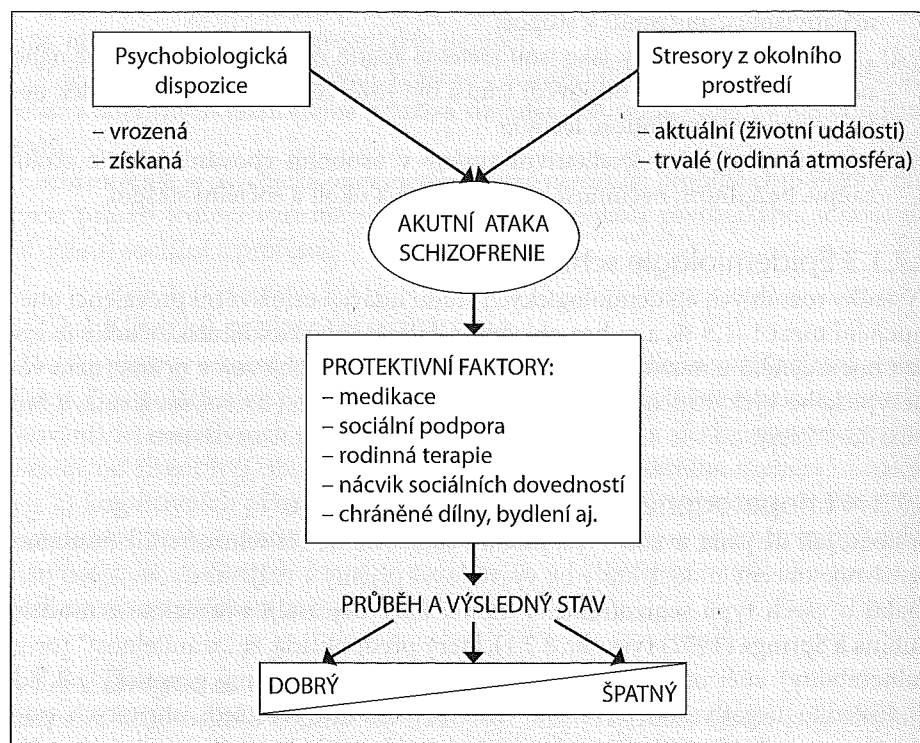 Psychobiologická
dispozice
– vrozená
– získaná
Stresory z okolního
prostředí
– aktuální (životní události)
– trvalé (rodinná atmosféra)
AKUTNÍ ATAKA
SCHIZOFRENIE
PROTEKTIVNÍ FAKTORY:
– medikace
– sociální podpora
– rodinná terapie
– nácvik sociálních dovedností
– chráněné dílny, bydlení aj.
PRŮBĚH A VÝSLEDNÝ STAV
DOBRÝ
ŠPATNÝ